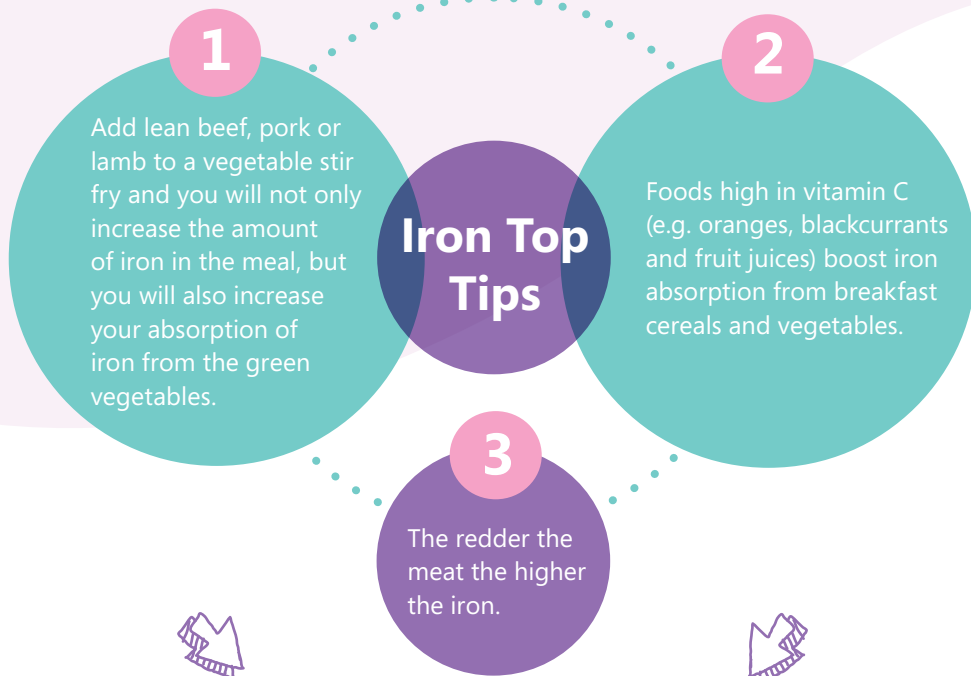 1
Add lean beef, pork or
lamb to a vegetable stir
fry and you will not only
increase the amount
of iron in the meal, but
you will also increase
your absorption of
iron from the green
vegetables.
Iron Top
Tips
2
Foods high in vitamin C
(e.g. oranges, blackcurrants
and fruit juices) boost iron
absorption from breakfast
cereals and vegetables.
3
The redder the
meat the higher
the iron.